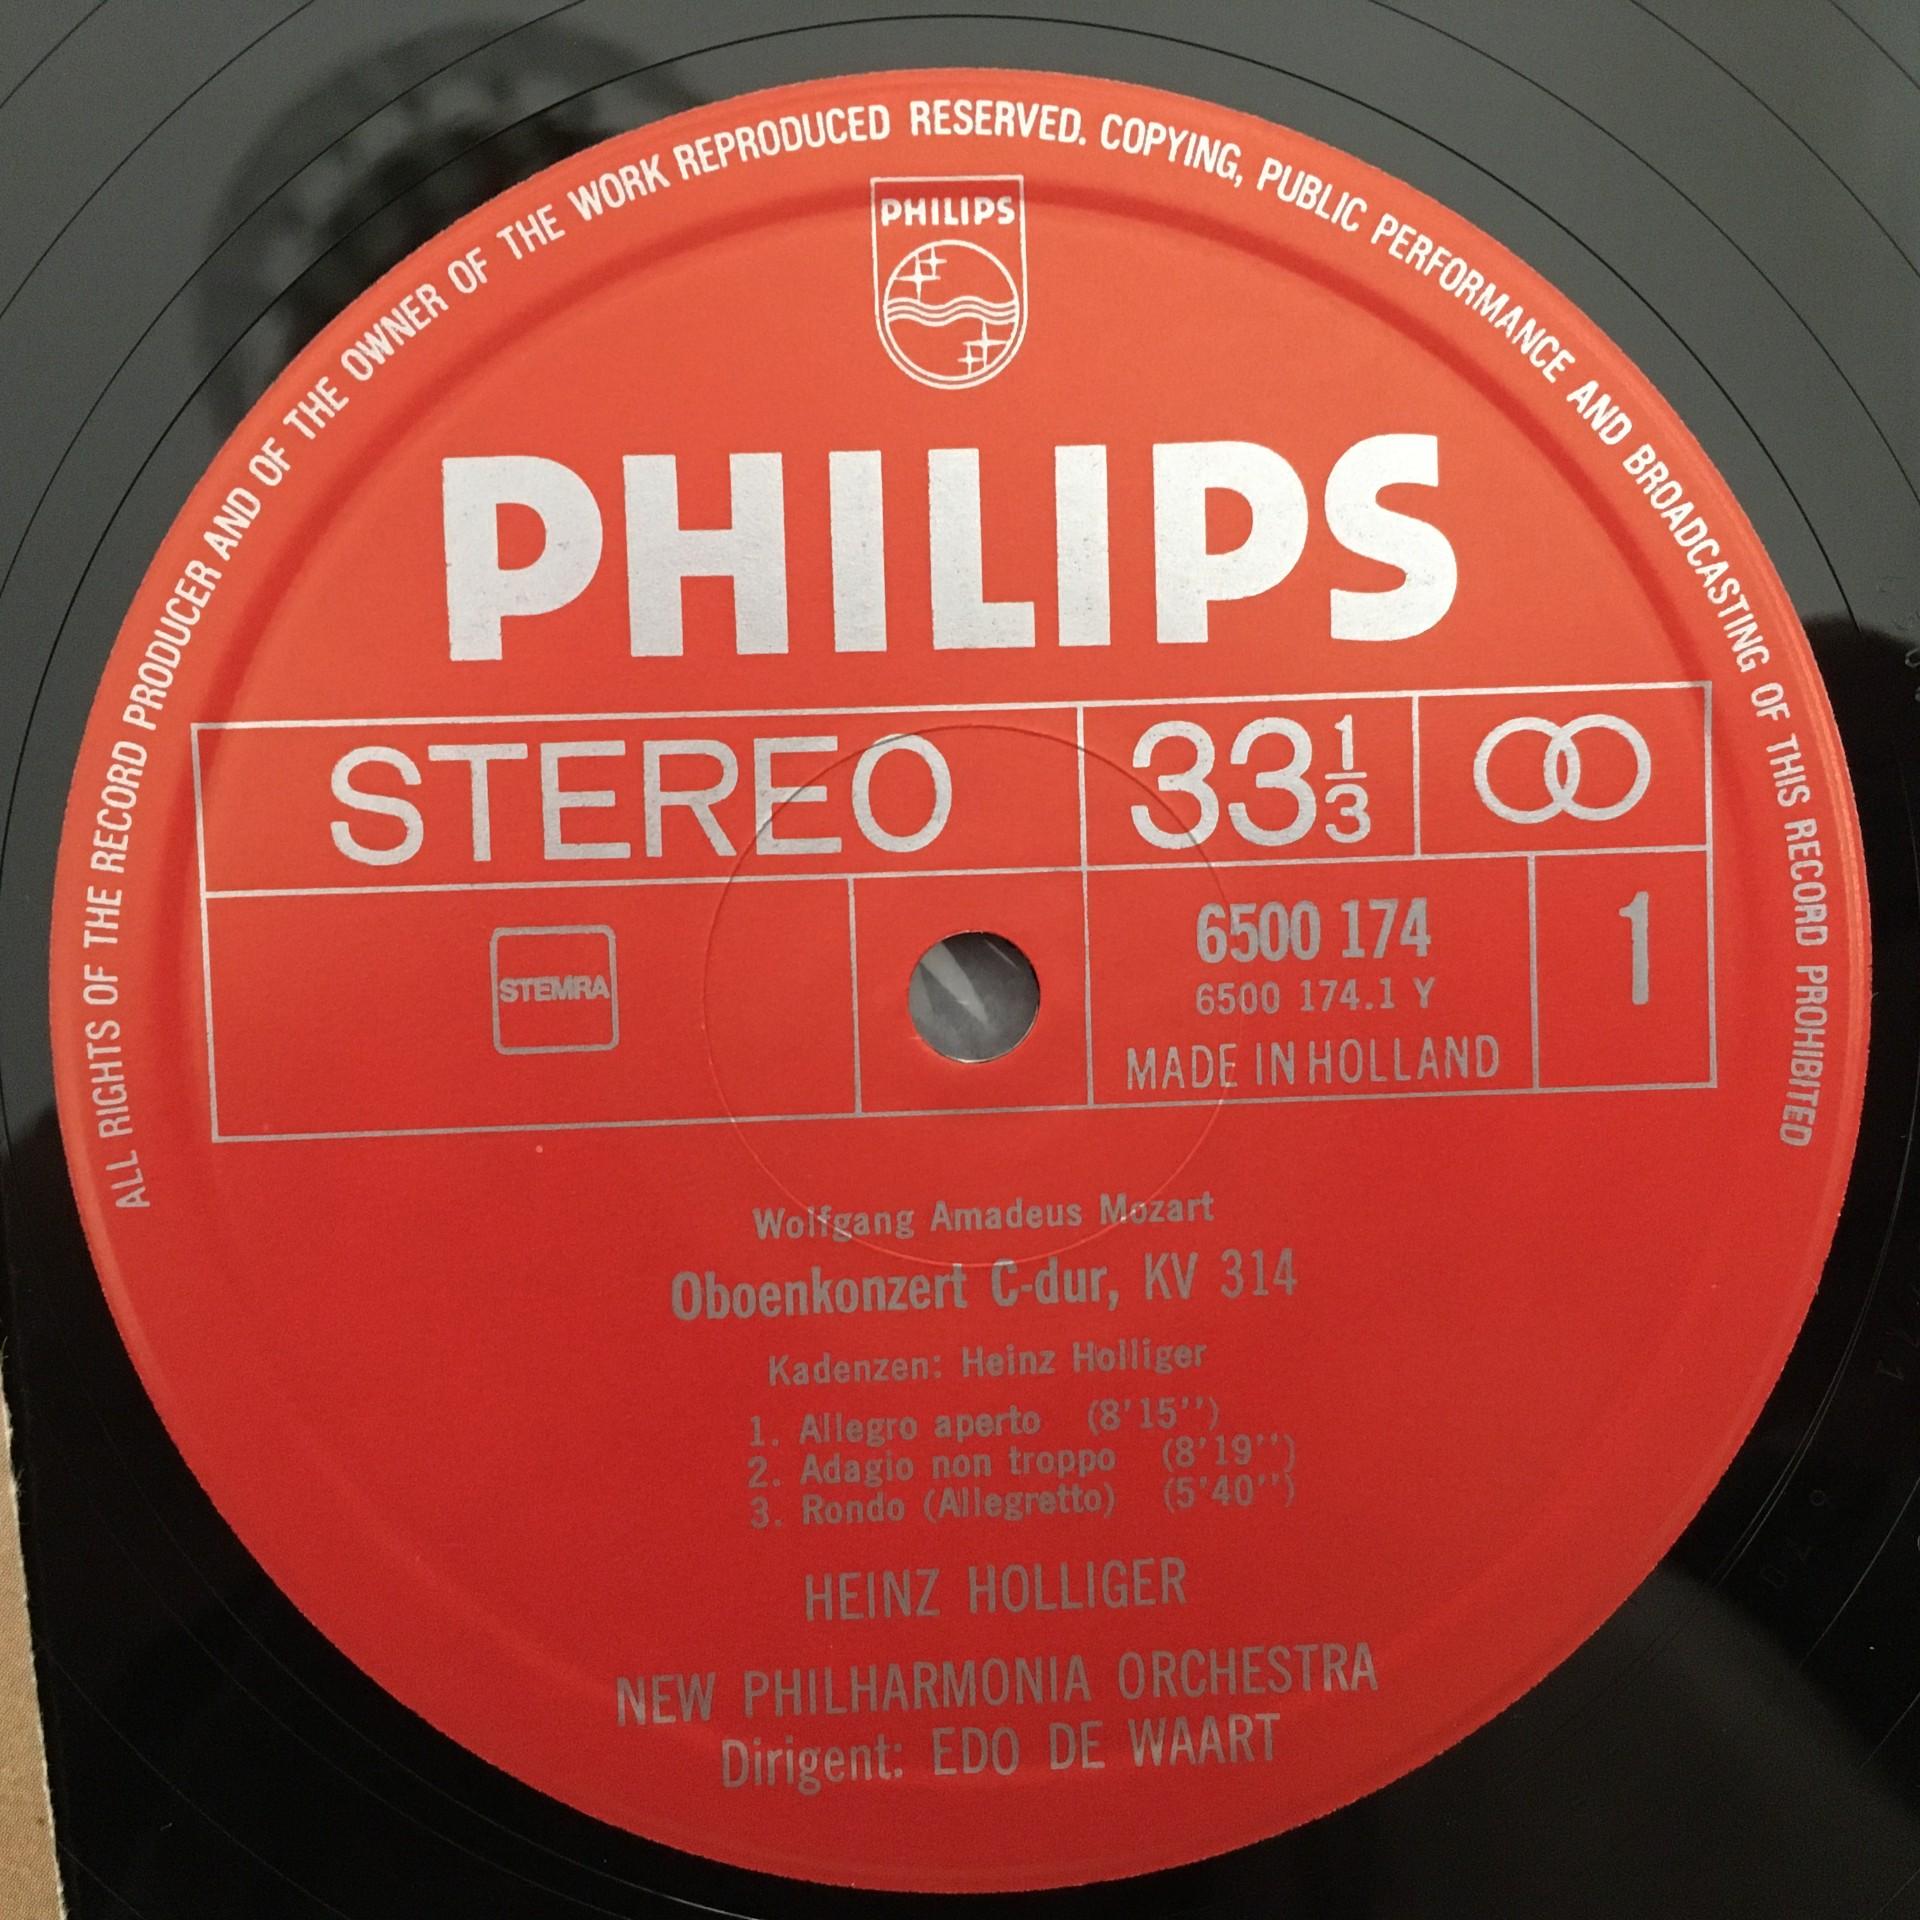 ALL RIGHTS OF THE RECORD PRODUCER AND OF THE OWNER OF THE WORK REPRODUCED RESERVED. COPYING, PUBLIC PERFORMANCE AND BROADCASTING OF THIS RECORD PROHIBITED
PHILIPS
PHILIPS
STEREO
33 1/3
STEMRA
6500 174
6500 174.1 Y
MADE IN HOLLAND
1
Wolfgang Amadeus Mozart
Oboenkonzert C-dur, KV 314
Kadenzen: Heinz Holliger
1. Allegro aperto (8'15'')
2. Adagio non troppo (8'19'')
3. Rondo (Allegretto) (5'40'')
HEINZ HOLLIGER
NEW PHILHARMONIA ORCHESTRA
Dirigent: EDO DE WAART